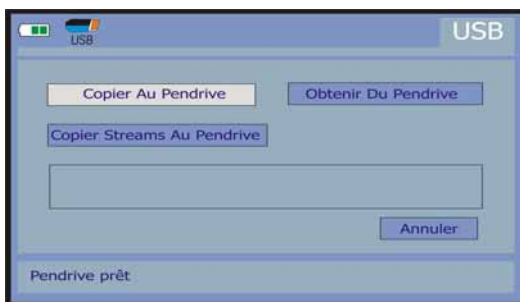 USB
USB
Copier Au Pendrive
Obtenir Du Pendrive
Copier Streams Au Pendrive
Annuler
Pendrive prêt